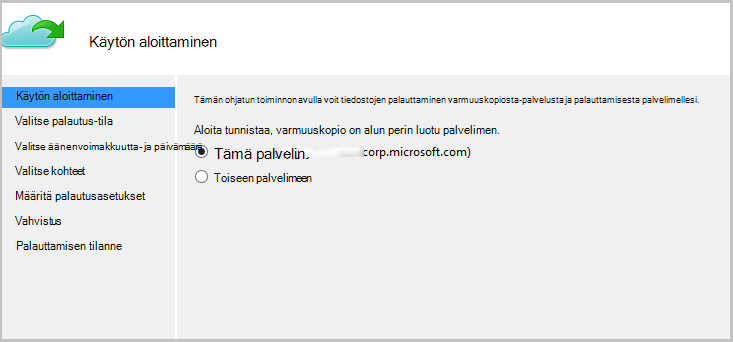 Käytön aloittaminen
Käytön aloittaminen
Valitse palautus-tila
Valitse äänenvoimakkuutta- ja päivämäärä
Valitse kohteet
Määritä palautusasetukset
Vahvistus
Palauttamisen tilanne
Tämän ohjatun toiminnon avulla voit tiedostojen palauttaminen varmuuskopiosta-palvelusta ja palauttamisesta palvelimellesi.
Aloita tunnistaa, varmuuskopio on alun perin luotu palvelimen.
Tämä palvelin corp.microsoft.com)
Toiseen palvelimeen